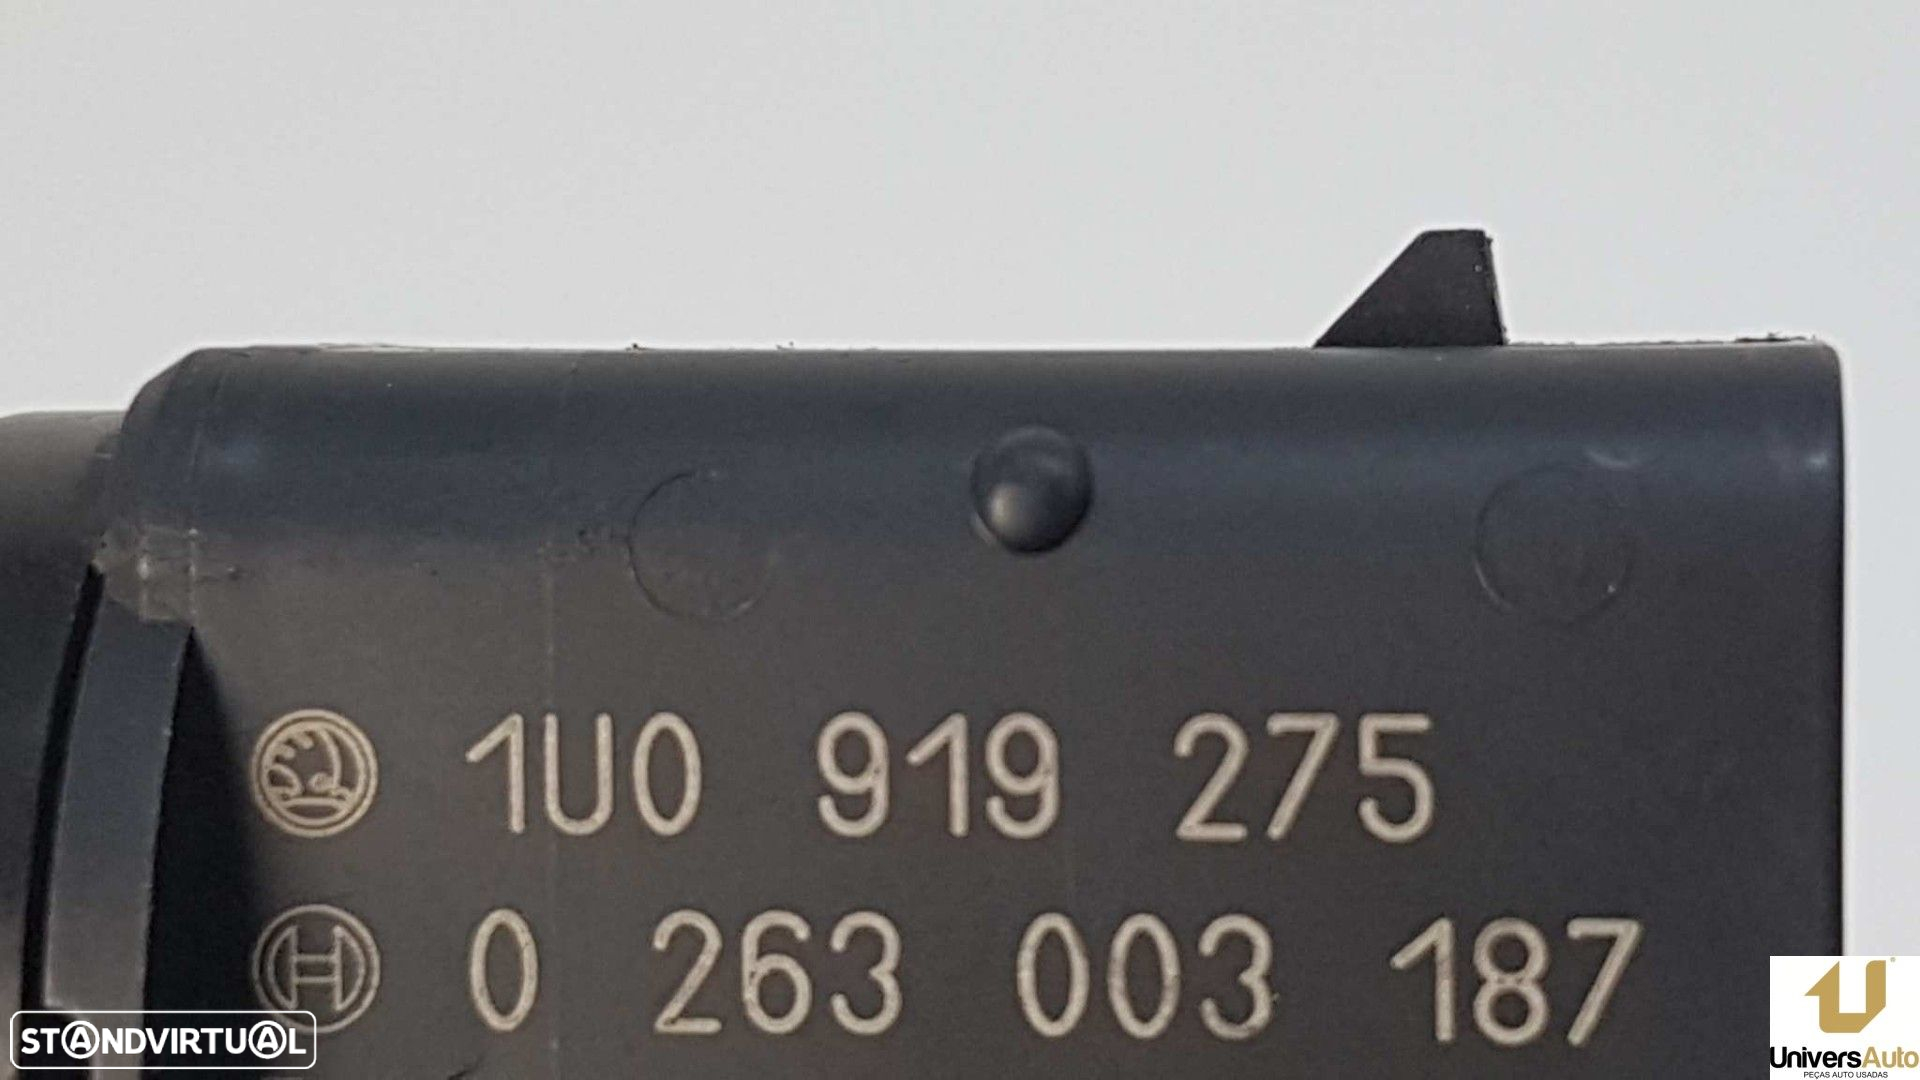 1U0 919 275
0 263 003 187
STANDVIRTUAL
UniversAuto
PEÇAS AUTO USADAS